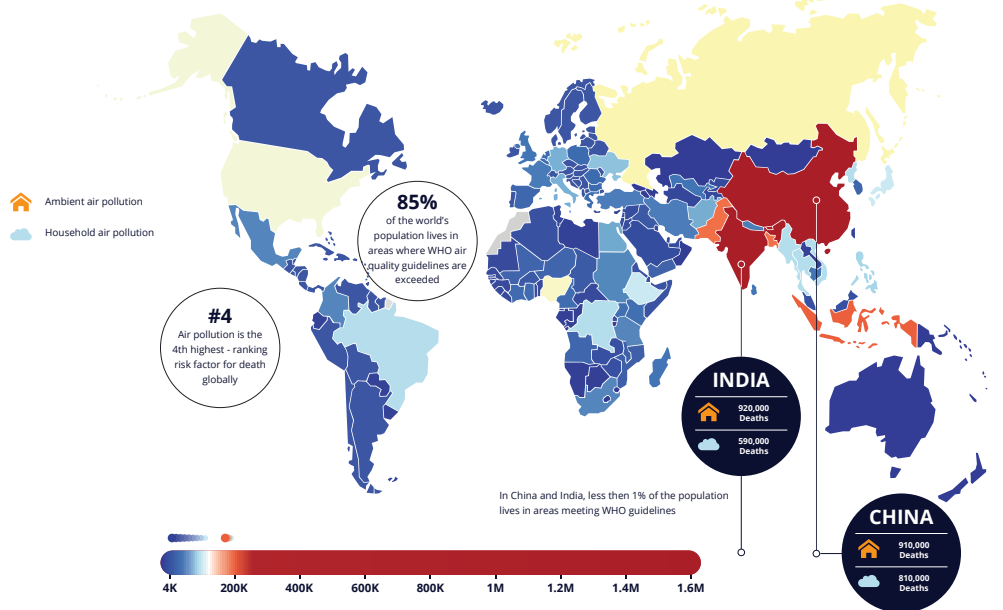 Ambient air pollution
Household air pollution
85%
of the world's
population lives in
areas where WHO air
quality guidelines are
exceeded
#4
Air pollution is the
4th highest - ranking
risk factor for death
globally
INDIA
920,000
Deaths
590,000
Deaths
In China and India, less then 1% of the population
lives in areas meeting WHO guidelines
CHINA
910,000
Deaths
810,000
Deaths
4K 200K 400K 600K 800K 1M 1.2M 1.4M 1.6M